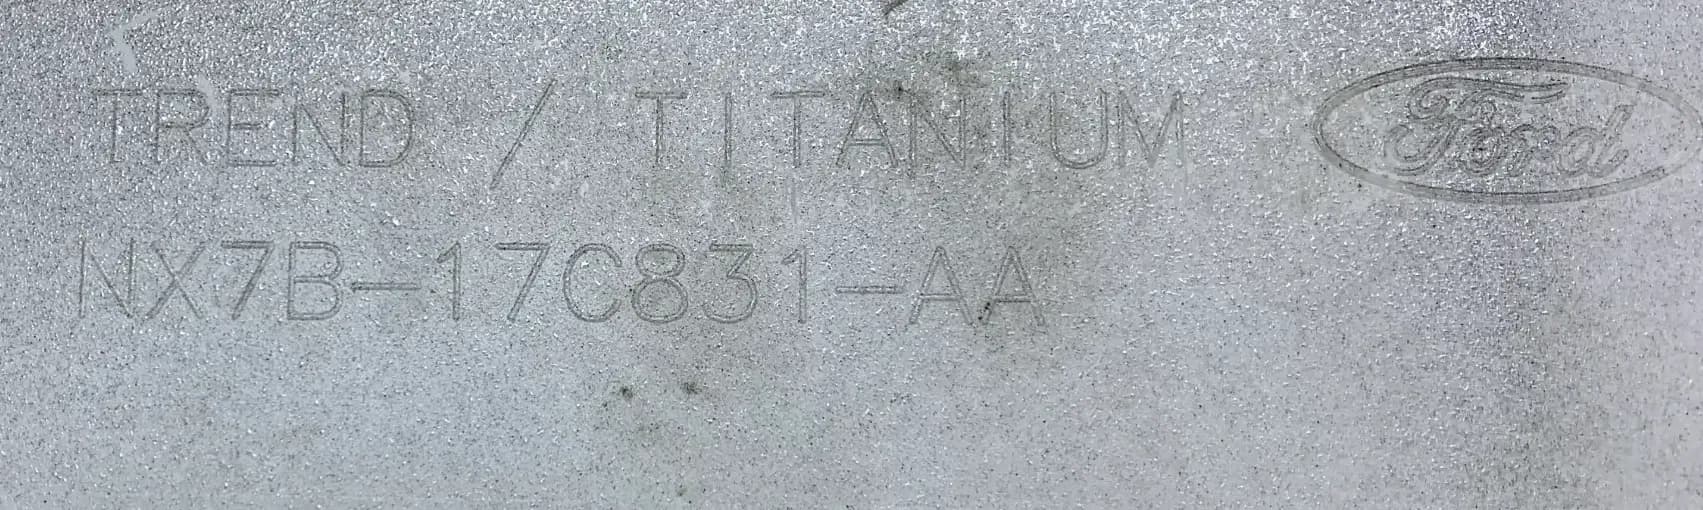 TREND / TITANIUM Ford
NX7B-17C831-AA